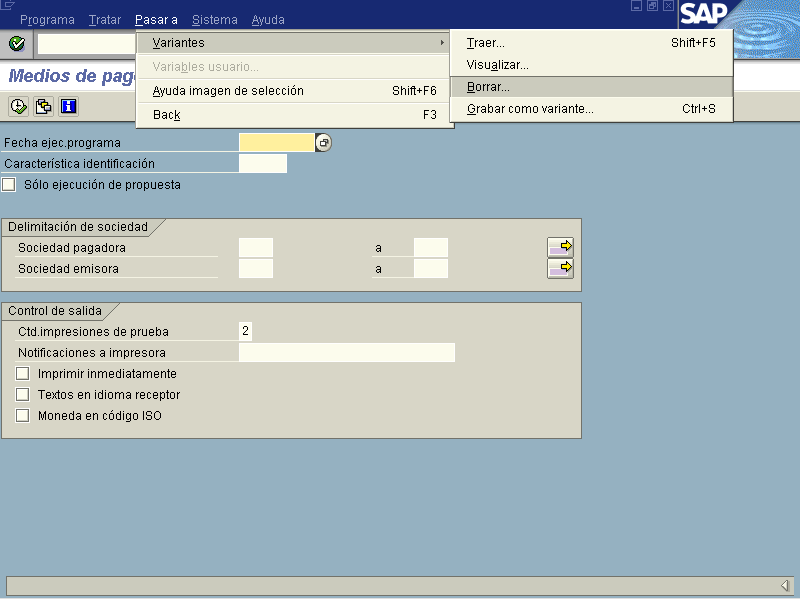 Programa Tratar Pasar a Sistema Ayuda
SAP
Variantes
Variables usuario...
Ayuda imagen de selección Shift+F6
Back F3
Traer... Shift+F5
Visualizar...
Borrar...
Grabar como variante... Ctrl+S
Medios de pag
Fecha ejec.programa
Característica identificación
Sólo ejecución de propuesta
Delimitación de sociedad
Sociedad pagadora a
Sociedad emisora a
Control de salida
Ctd.impresiones de prueba 2
Notificaciones a impresora
Imprimir inmediatamente
Textos en idioma receptor
Moneda en código ISO